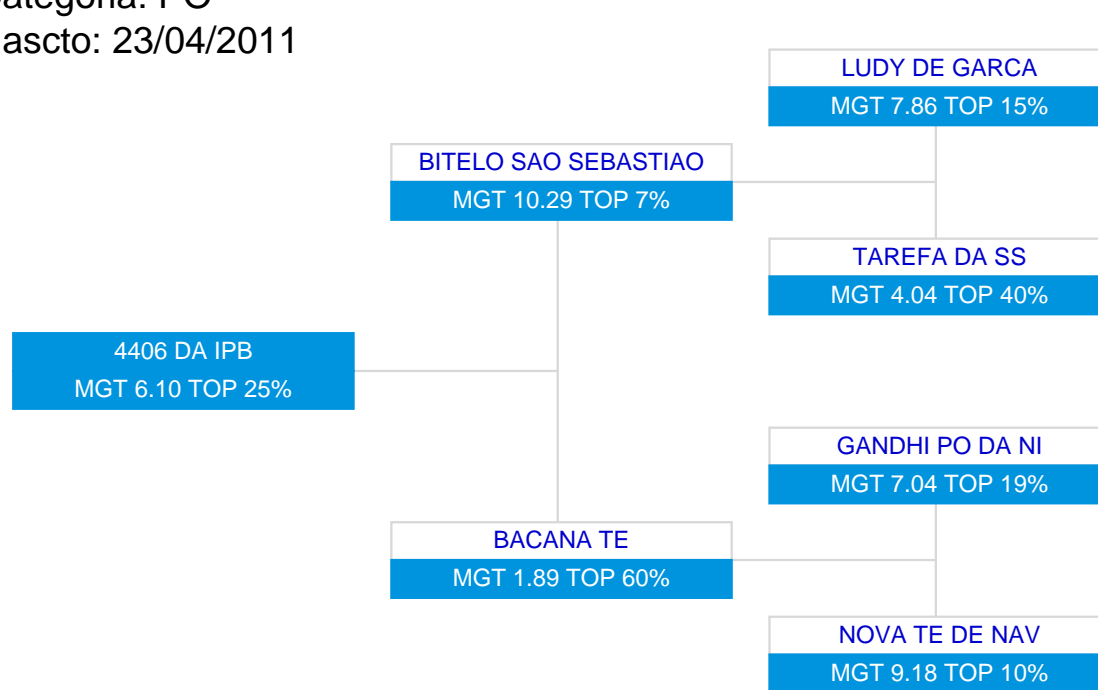 ascto: 23/04/2011
LUDY DE GARCA
MGT 7.86 TOP 15%
BITELO SAO SEBASTIAO
MGT 10.29 TOP 7%
TAREFA DA SS
MGT 4.04 TOP 40%
4406 DA IPB
MGT 6.10 TOP 25%
GANDHI PO DA NI
MGT 7.04 TOP 19%
BACANA TE
MGT 1.89 TOP 60%
NOVA TE DE NAV
MGT 9.18 TOP 10%